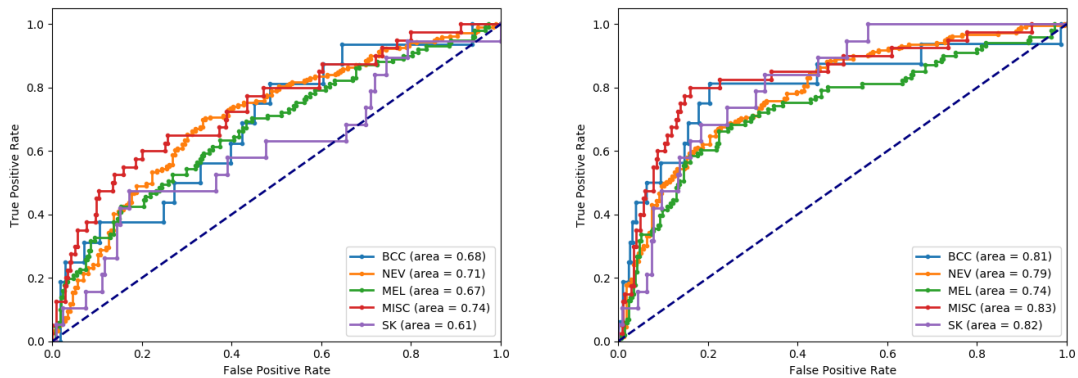 1.0
0.8
0.6
0.4
0.2
0.0
True Positive Rate
0.0 0.2 0.4 0.6 0.8 1.0
False Positive Rate
BCC (area = 0.68)
NEV (area = 0.71)
MEL (area = 0.67)
MISC (area = 0.74)
SK (area = 0.61)
1.0
0.8
0.6
0.4
0.2
0.0
True Positive Rate
0.0 0.2 0.4 0.6 0.8 1.0
False Positive Rate
BCC (area = 0.81)
NEV (area = 0.79)
MEL (area = 0.74)
MISC (area = 0.83)
SK (area = 0.82)